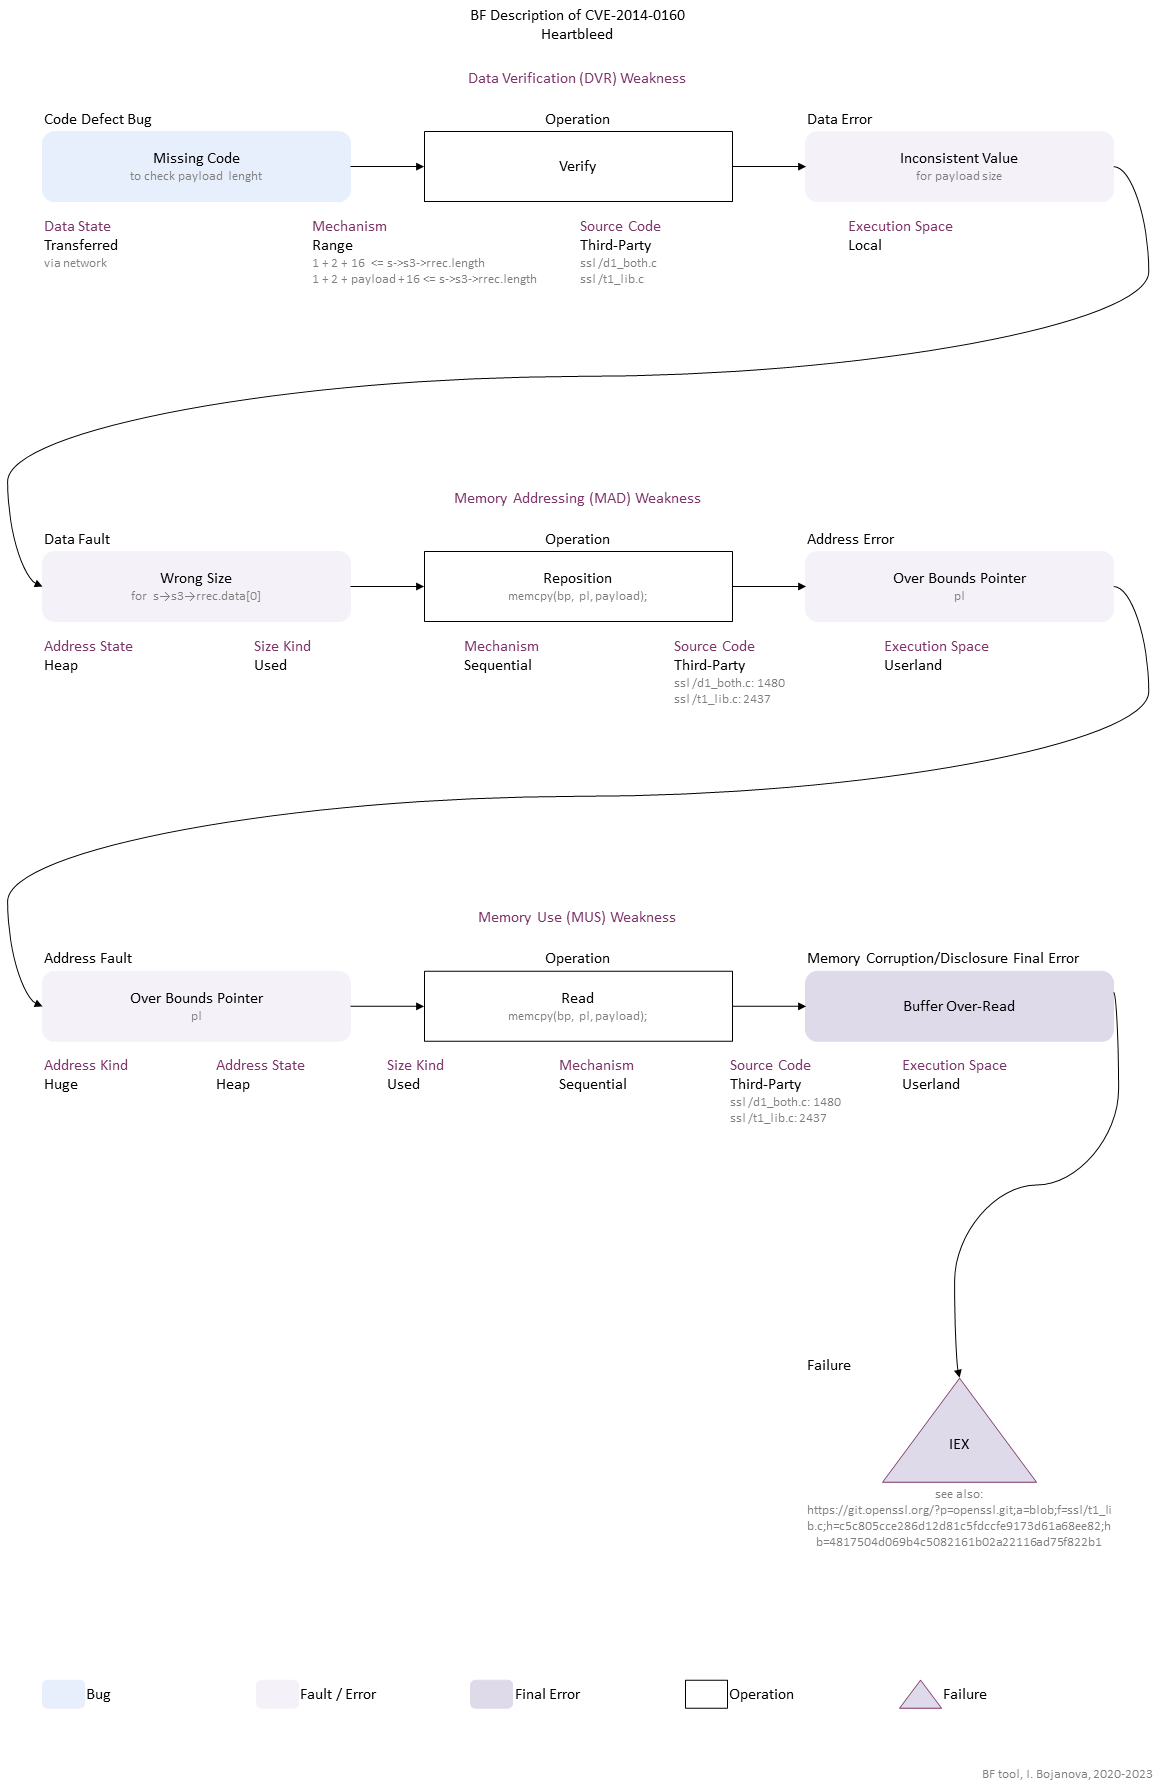 BF Description of CVE-2014-0160
Heartbleed
Data Verification (DVR) Weakness
Code Defect Bug
Operation
Data Error
Missing Code
to check payload lenght
Verify
Inconsistent Value
for payload size
Data State
Mechanism
Source Code
Execution Space
Transferred
Range
Third-Party
Local
via network
1 + 2 + 16 <= s->s3->rrec.length
ssl/d1_both.c
1 + 2 + payload + 16 <= s->s3->rrec.length
ssl/t1_lib.c
Memory Addressing (MAD) Weakness
Data Fault
Operation
Address Error
Wrong Size
for s→s3→rrec.data[0]
Reposition
memcpy(bp, pl, payload);
Over Bounds Pointer
pl
Address State
Size Kind
Mechanism
Source Code
Execution Space
Heap
Used
Sequential
Third-Party
Userland
ssl/d1_both.c: 1480
ssl/t1_lib.c: 2437
Memory Use (MUS) Weakness
Address Fault
Operation
Memory Corruption/Disclosure Final Error
Over Bounds Pointer
pl
Read
memcpy(bp, pl, payload);
Buffer Over-Read
Address Kind
Address State
Size Kind
Mechanism
Source Code
Execution Space
Huge
Heap
Used
Sequential
Third-Party
Userland
ssl/d1_both.c: 1480
ssl/t1_lib.c: 2437
Failure
IEX
see also:
https://git.openssl.org/?p=openssl.git;a=blob;f=ssl/t1_li
b.c;h=c5c805cce286d12d81c5fdccfe9173d61a68ee82;h
b=4817504d069b4c5082161b02a22116ad75f822b1
Bug
Fault / Error
Final Error
Operation
Failure
BF tool, I. Bojanova, 2020-2023